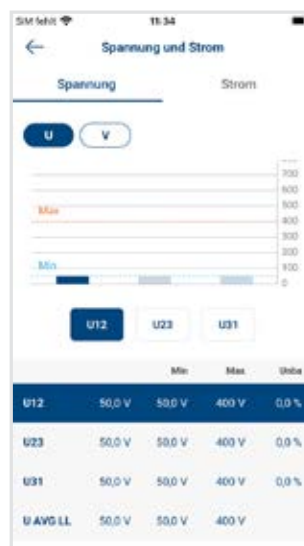 SIM fehlt 11:34
Spannung und Strom
Spannung Strom
U V
700
600
500
Max
400
300
200
Min
100
0
U12 U23 U31
Min Max Unba
U12 50,0 V 50,0 V 400 V 0,0 %
U23 50,0 V 50,0 V 400 V 0,0 %
U31 50,0 V 50,0 V 400 V 0,0 %
U AVG LL 50,0 V 50,0 V 400 V